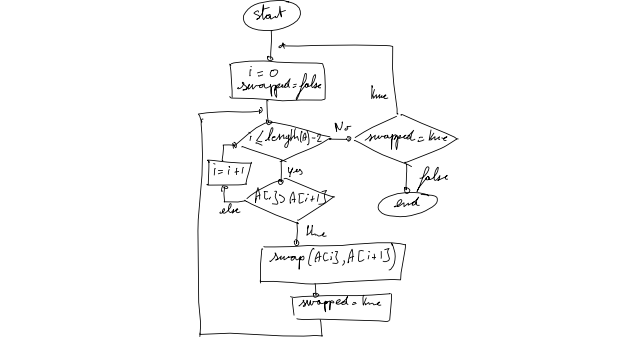 start
i = 0
swapped = false
i ≤ length(A)-2
No
swapped = true
true
false
end
yes
i = i+1
A[i] > A[i+1]
else
true
swap (A[i], A[i+1])
swapped = true